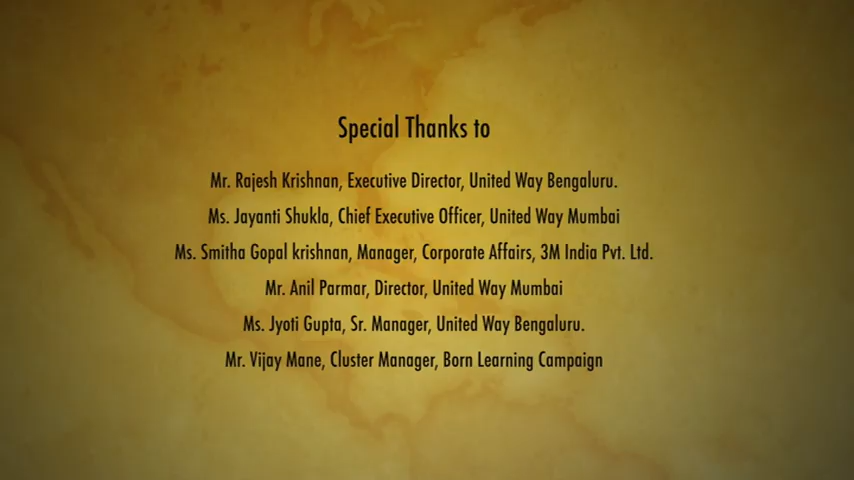 Special Thanks to
Mr. Rajesh Krishnan, Executive Director, United Way Bengaluru.
Ms. Jayanti Shukla, Chief Executive Officer, United Way Mumbai
Ms. Smitha Gopal krishnan, Manager, Corporate Affairs, 3M India Pvt. Ltd.
Mr. Anil Parmar, Director, United Way Mumbai
Ms. Jyoti Gupta, Sr. Manager, United Way Bengaluru.
Mr. Vijay Mane, Cluster Manager, Born Learning Campaign